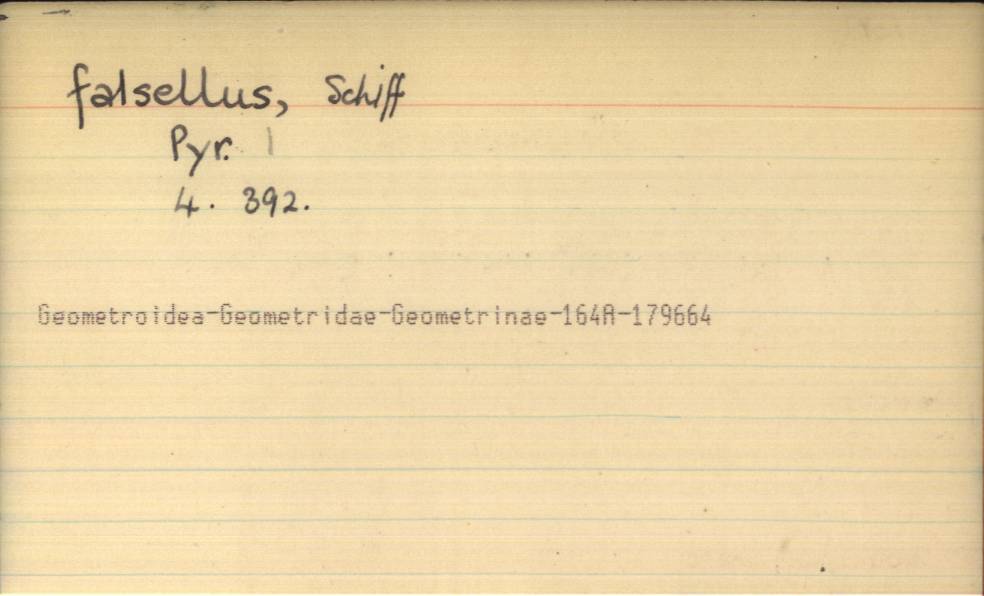 falsellus, Schiff
Pyr. 1
4. 392.
Geometroidea-Geometridae-Geometrinae-164A-179664